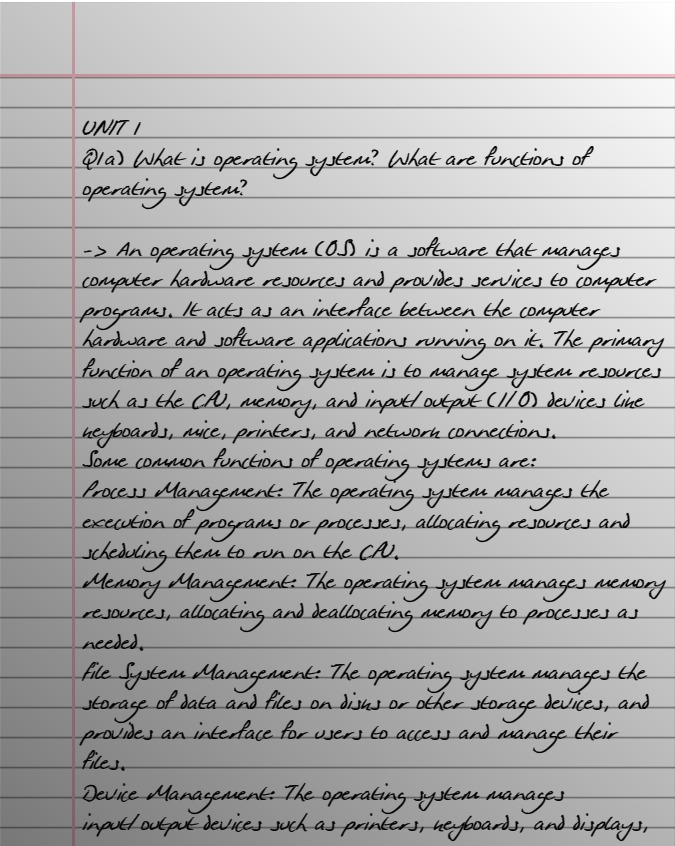 UNIT 1
Q1a) What is operating system? What are functions of
operating system?
-> An operating system (OS) is a software that manages
computer hardware resources and provides services to computer
programs. It acts as an interface between the computer
hardware and software applications running on it. The primary
function of an operating system is to manage system resources
such as the CPU, memory, and input/output (I/O) devices like
keyboards, mice, printers, and network connections.
Some common functions of operating systems are:
Process Management: The operating system manages the
execution of programs or processes, allocating resources and
scheduling them to run on the CPU.
Memory Management: The operating system manages memory
resources, allocating and deallocating memory to processes as
needed.
File System Management: The operating system manages the
storage of data and files on disks or other storage devices, and
provides an interface for users to access and manage their
files.
Device Management: The operating system manages
input/output devices such as printers, keyboards, and displays,